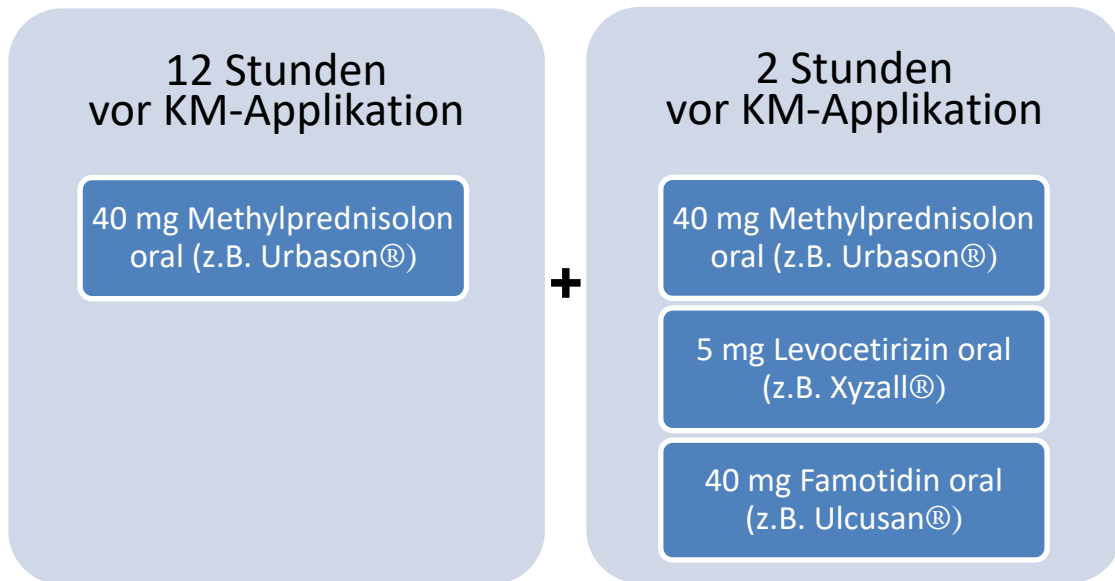 12 Stunden
vor KM-Applikation
40 mg Methylprednisolon
oral (z.B. Urbason®)
+
2 Stunden
vor KM-Applikation
40 mg Methylprednisolon
oral (z.B. Urbason®)
5 mg Levocetirizin oral
(z.B. Xyzall®)
40 mg Famotidin oral
(z.B. Ulcusan®)